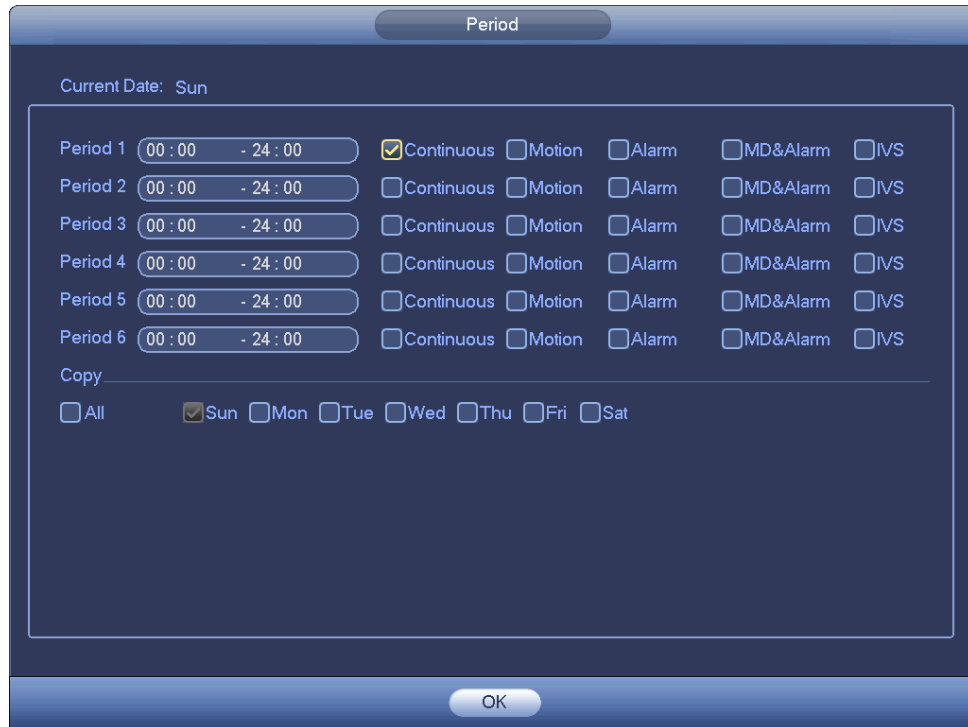 Period
Current Date: Sun
Period 1 00 : 00 - 24 : 00 Continuous Motion Alarm MD&Alarm IVS
Period 2 00 : 00 - 24 : 00 Continuous Motion Alarm MD&Alarm IVS
Period 3 00 : 00 - 24 : 00 Continuous Motion Alarm MD&Alarm IVS
Period 4 00 : 00 - 24 : 00 Continuous Motion Alarm MD&Alarm IVS
Period 5 00 : 00 - 24 : 00 Continuous Motion Alarm MD&Alarm IVS
Period 6 00 : 00 - 24 : 00 Continuous Motion Alarm MD&Alarm IVS
Copy
All Sun Mon Tue Wed Thu Fri Sat
OK